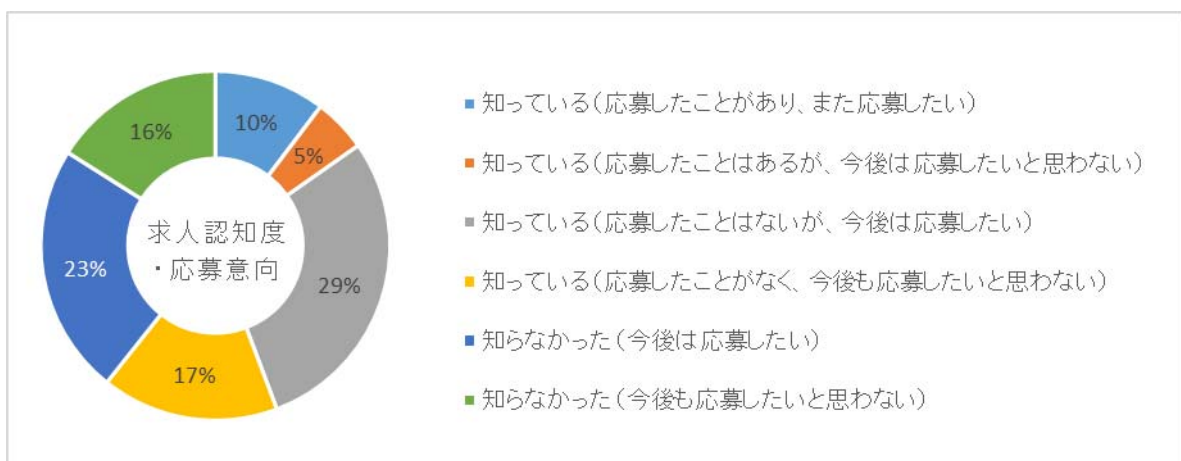 10%
5%
29%
17%
23%
16%
求人認知度
・応募意向
知っている(応募したことがあり、また応募したい)
知っている(応募したことはあるが、今後は応募したいと思わない)
知っている(応募したことはないが、今後は応募したい)
知っている(応募したことがなく、今後も応募したいと思わない)
知らなかった(今後は応募したい)
知らなかった(今後も応募したいと思わない)